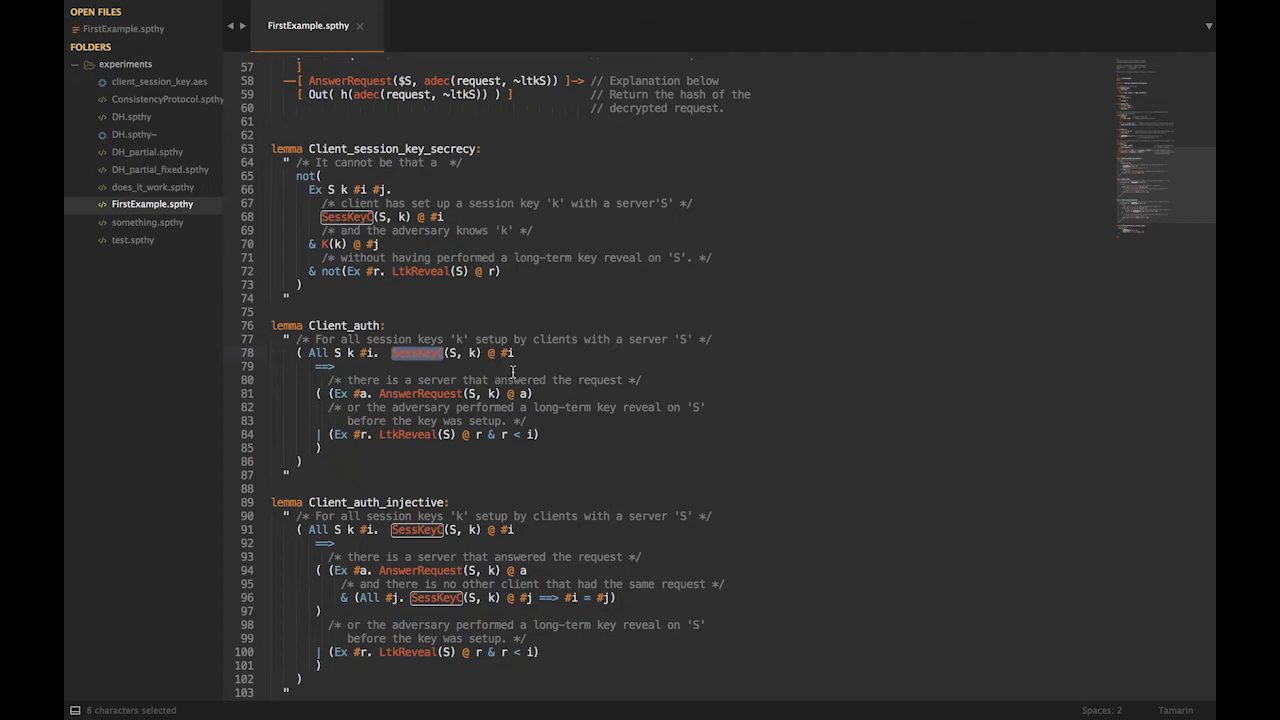 OPEN FILES
FirstExample.spthy
FOLDERS
experiments
client_session_key.aes
ConsistencyProtocol.spthy
DH.spthy
DH.spthy~
DH_partial.spthy
DH_partial_fixed.spthy
does_it_work.spthy
FirstExample.spthy
something.spthy
test.spthy
FirstExample.spthy
57 ]
58 --[ AnswerRequest($S, adec(request, ~ltkS)) ]-> // Explanation below
59 [ Out( h(adec(request, ~ltkS)) ) ] // Return the hash of the
60 // decrypted request.
61
62
63 lemma Client_session_key_secrecy:
64 " /* It cannot be that a */
65 not(
66 Ex S k #i #j.
67 /* client has set up a session key 'k' with a server'S' */
68 SessKeyC(S, k) @ #i
69 /* and the adversary knows 'k' */
70 & K(k) @ #j
71 /* without having performed a long-term key reveal on 'S'. */
72 & not(Ex #r. LtkReveal(S) @ r)
73 )
74 "
75
76 lemma Client_auth:
77 " /* For all session keys 'k' setup by clients with a server 'S' */
78 ( All S k #i. SessKeyC(S, k) @ #i
79 ==>
80 /* there is a server that answered the request */
81 ( (Ex #a. AnswerRequest(S, k) @ a)
82 /* or the adversary performed a long-term key reveal on 'S'
83 before the key was setup. */
84 | (Ex #r. LtkReveal(S) @ r & r < i)
85 )
86 )
87 "
88
89 lemma Client_auth_injective:
90 " /* For all session keys 'k' setup by clients with a server 'S' */
91 ( All S k #i. SessKeyC(S, k) @ #i
92 ==>
93 /* there is a server that answered the request */
94 ( (Ex #a. AnswerRequest(S, k) @ a
95 /* and there is no other client that had the same request */
96 & (All #j. SessKeyC(S, k) @ #j ==> #i = #j)
97 )
98 /* or the adversary performed a long-term key reveal on 'S'
99 before the key was setup. */
100 | (Ex #r. LtkReveal(S) @ r & r < i)
101 )
102 )
103 "
8 characters selected
Spaces: 2
Tamarin